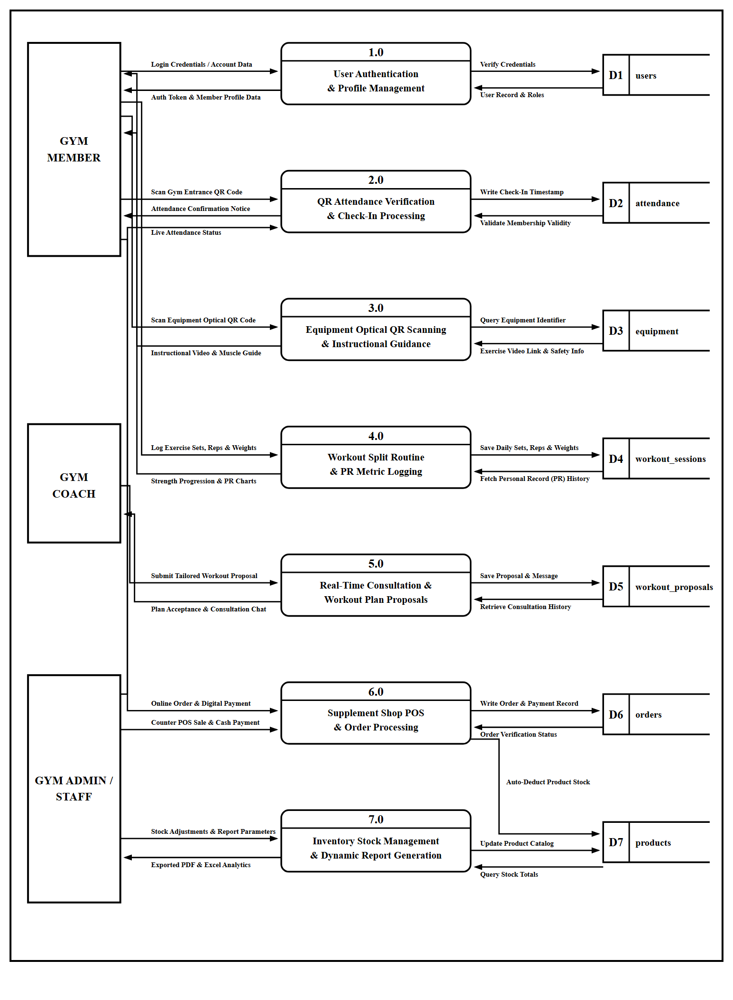 1.0
Login Credentials / Account Data
Verify Credentials
User Authentication
& Profile Management
D1
users
Auth Token & Member Profile Data
User Record & Roles
GYM
MEMBER
2.0
Scan Gym Entrance QR Code
Write Check-In Timestamp
QR Attendance Verification
& Check-In Processing
D2
attendance
Attendance Confirmation Notice
Validate Membership Validity
Live Attendance Status
3.0
Scan Equipment Optical QR Code
Query Equipment Identifier
Equipment Optical QR Scanning
& Instructional Guidance
D3
equipment
Instructional Video & Muscle Guide
Exercise Video Link & Safety Info
4.0
Log Exercise Sets, Reps & Weights
Save Daily Sets, Reps & Weights
Workout Split Routine
& PR Metric Logging
D4
workout_sessions
Strength Progression & PR Charts
Fetch Personal Record (PR) History
GYM
COACH
5.0
Submit Tailored Workout Proposal
Save Proposal & Message
Real-Time Consultation &
Workout Plan Proposals
D5
workout_proposals
Plan Acceptance & Consultation Chat
Retrieve Consultation History
6.0
Online Order & Digital Payment
Write Order & Payment Record
Supplement Shop POS
& Order Processing
D6
orders
Counter POS Sale & Cash Payment
Order Verification Status
GYM ADMIN /
STAFF
Auto-Deduct Product Stock
7.0
Stock Adjustments & Report Parameters
Inventory Stock Management
& Dynamic Report Generation
Update Product Catalog
D7
products
Exported PDF & Excel Analytics
Query Stock Totals